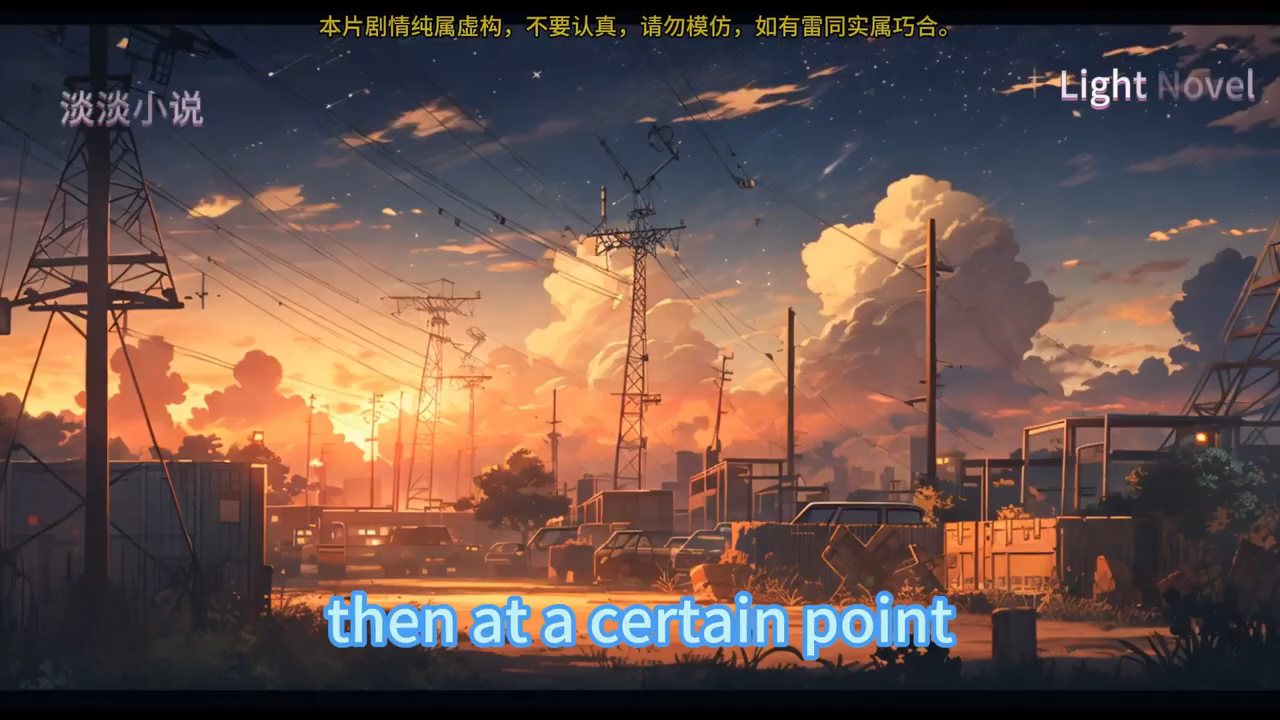 本片剧情纯属虚构，不要认真，请勿模仿，如有雷同实属巧合。
淡淡小说
Light Novel
then at a certain point